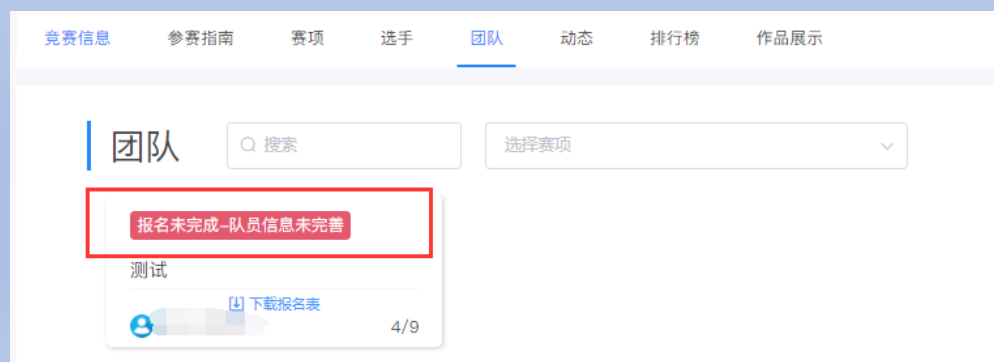 竞赛信息 参赛指南 赛项 选手 团队 动态 排行榜 作品展示
团队 搜索 选择赛项
报名未完成-队员信息未完善
测试
下载报名表
4/9